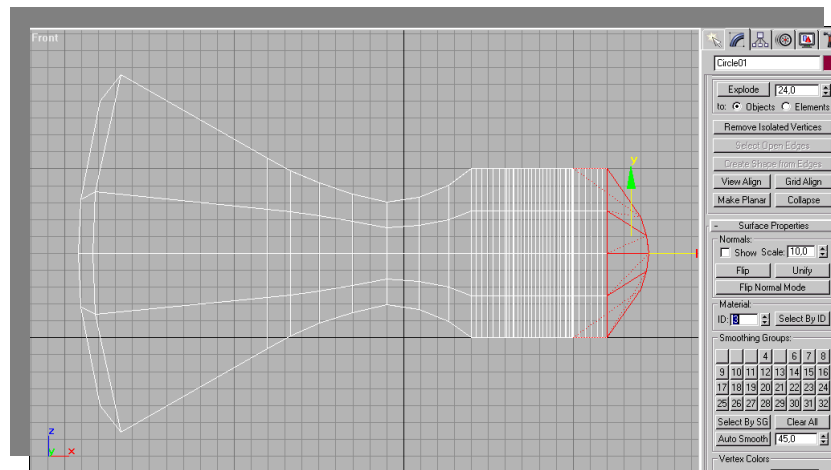 Front
Circle01
Explode 24,0
to: Objects Elements
Remove Isolated Vertices
Select Open Edges
Create Shape from Edges
View Align Grid Align
Make Planar Collapse
- Surface Properties
Normals:
Show Scale: 10,0
Flip Unify
Flip Normal Mode
Material:
ID: 3 Select By ID
Smoothing Groups:
4 6 7 8
9 10 11 12 13 14 15 16
17 18 19 20 21 22 23 24
25 26 27 28 29 30 31 32
Select By SG Clear All
Auto Smooth 45,0
Vertex Colors
y
z
y x